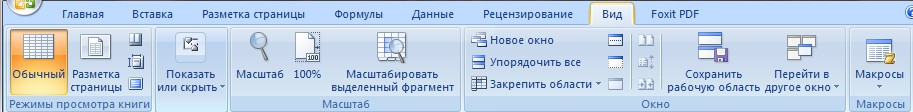 Главная Вставка Разметка страницы Формулы Данные Рецензирование Вид Foxit PDF
Обычный
Разметка
страницы
Режимы просмотра книги
Показать
или скрыть
Масштаб
100
100%
Масштабировать
выделенный фрагмент
Масштаб
Новое окно
Упорядочить все
Закрепить области
Сохранить
рабочую область
Перейти в
другое окно
Окно
Макросы
Макросы